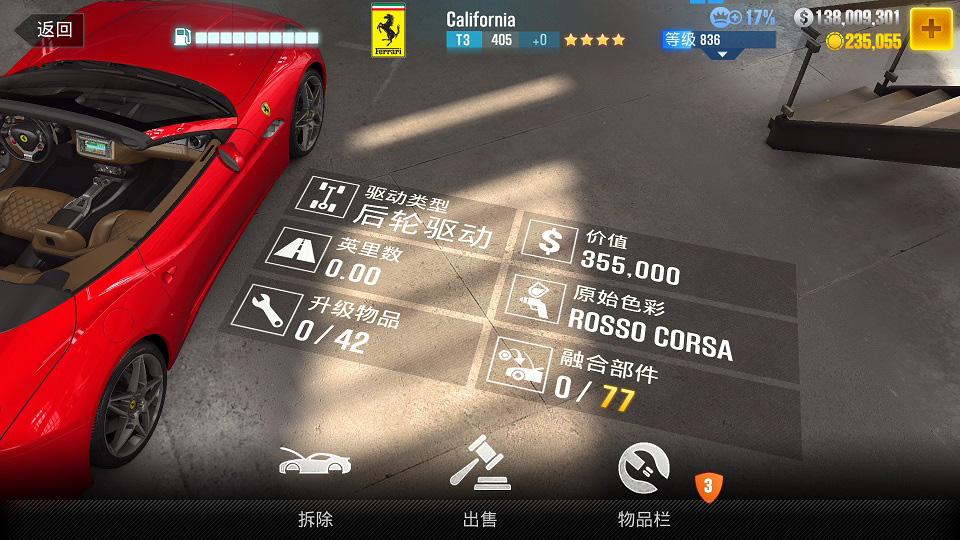 返回
Ferrari
California
T3 405 +0
17%
138,009,301
等级 836
235,055
驱动类型
后轮驱动
英里数
0.00
升级物品
0/42
价值
355,000
原始色彩
ROSSO CORSA
融合部件
0/77
3
拆除
出售
物品栏